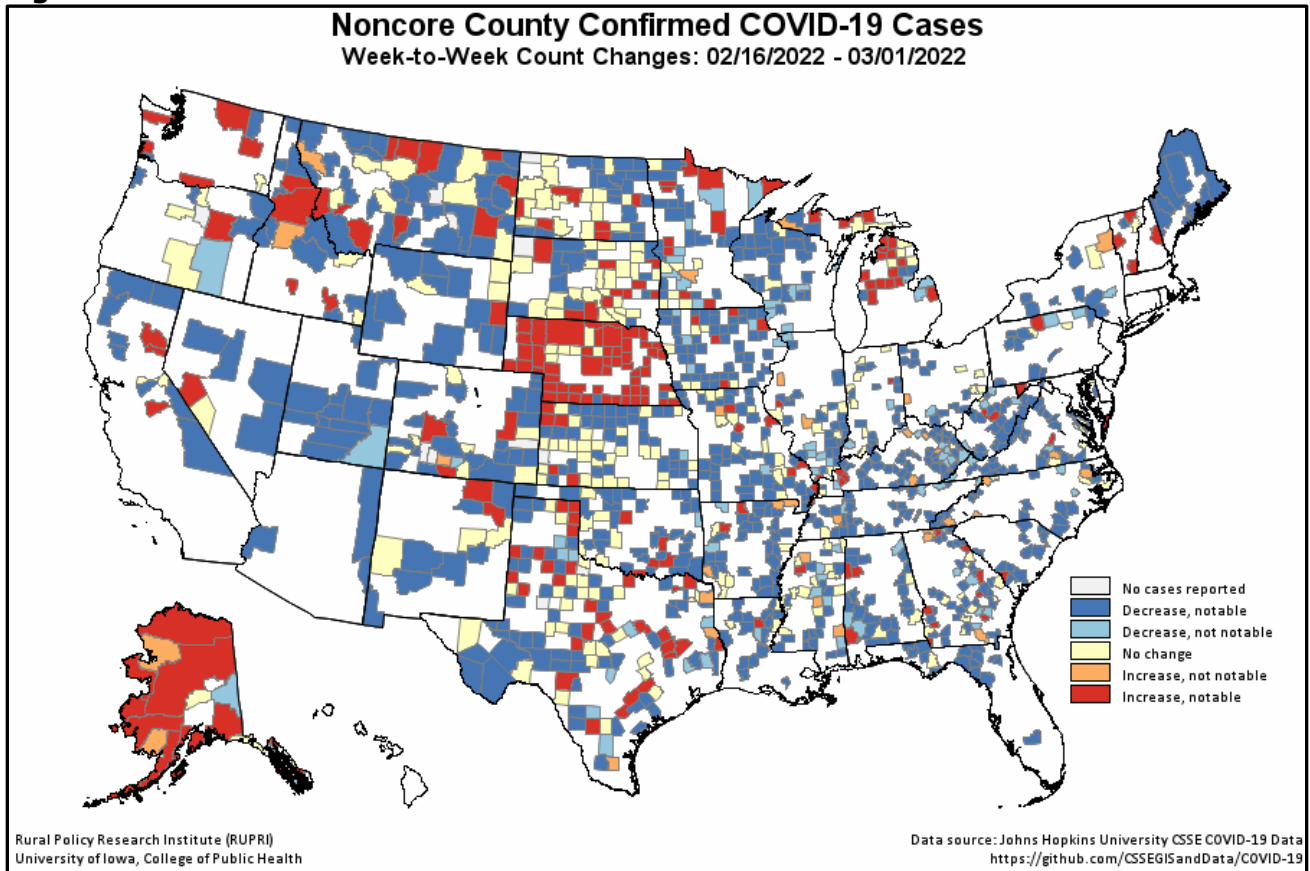 Noncore County Confirmed COVID-19 Cases
Week-to-Week Count Changes: 02/16/2022 - 03/01/2022
No cases reported
Decrease, notable
Decrease, not notable
No change
Increase, not notable
Increase, notable
Rural Policy Research Institute (RUPRI)
University of Iowa, College of Public Health
Data source: Johns Hopkins University CSSE COVID-19 Data
https://github.com/CSSEGISandData/COVID-19